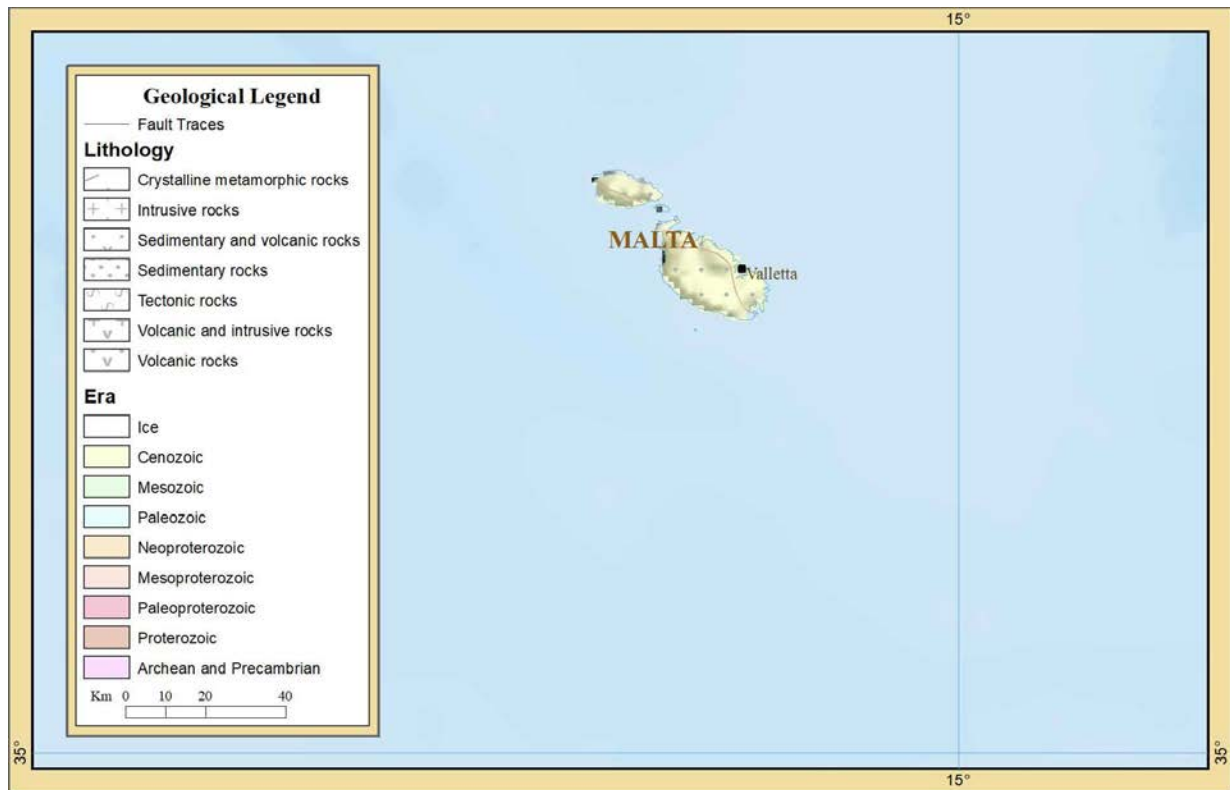 15°
Geological Legend
Fault Traces
Lithology
Crystalline metamorphic rocks
Intrusive rocks
Sedimentary and volcanic rocks
Sedimentary rocks
Tectonic rocks
Volcanic and intrusive rocks
Volcanic rocks
Era
Ice
Cenozoic
Mesozoic
Paleozoic
Neoproterozoic
Mesoproterozoic
Paleoproterozoic
Proterozoic
Archean and Precambrian
Km 0 10 20 40
MALTA
Valletta
35°
35°
15°